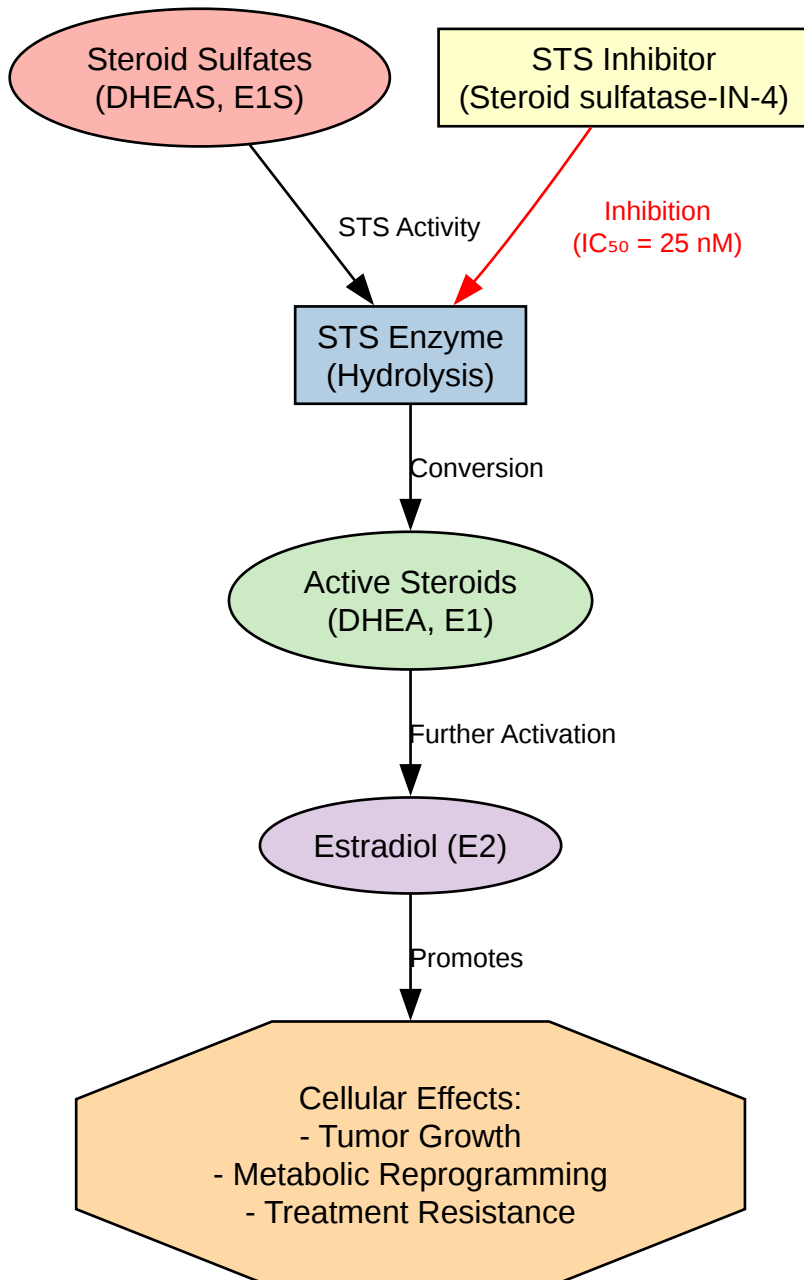 Steroid Sulfates
(DHEAS, E1S)
STS Inhibitor
(Steroid sulfatase-IN-4)
STS Activity
Inhibition
(IC₅₀ = 25 nM)
STS Enzyme
(Hydrolysis)
Conversion
Active Steroids
(DHEA, E1)
Further Activation
Estradiol (E2)
Promotes
Cellular Effects:
- Tumor Growth
- Metabolic Reprogramming
- Treatment Resistance